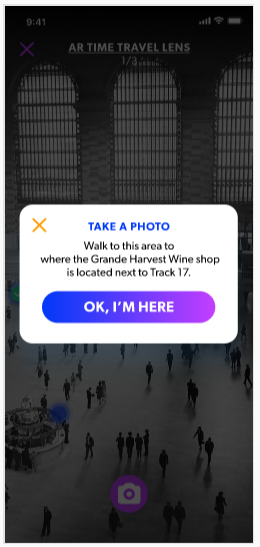 9:41
AR TIME TRAVEL LENS
1/3
TAKE A PHOTO
Walk to this area to
where the Grande Harvest Wine shop
is located next to Track 17.
OK, I'M HERE